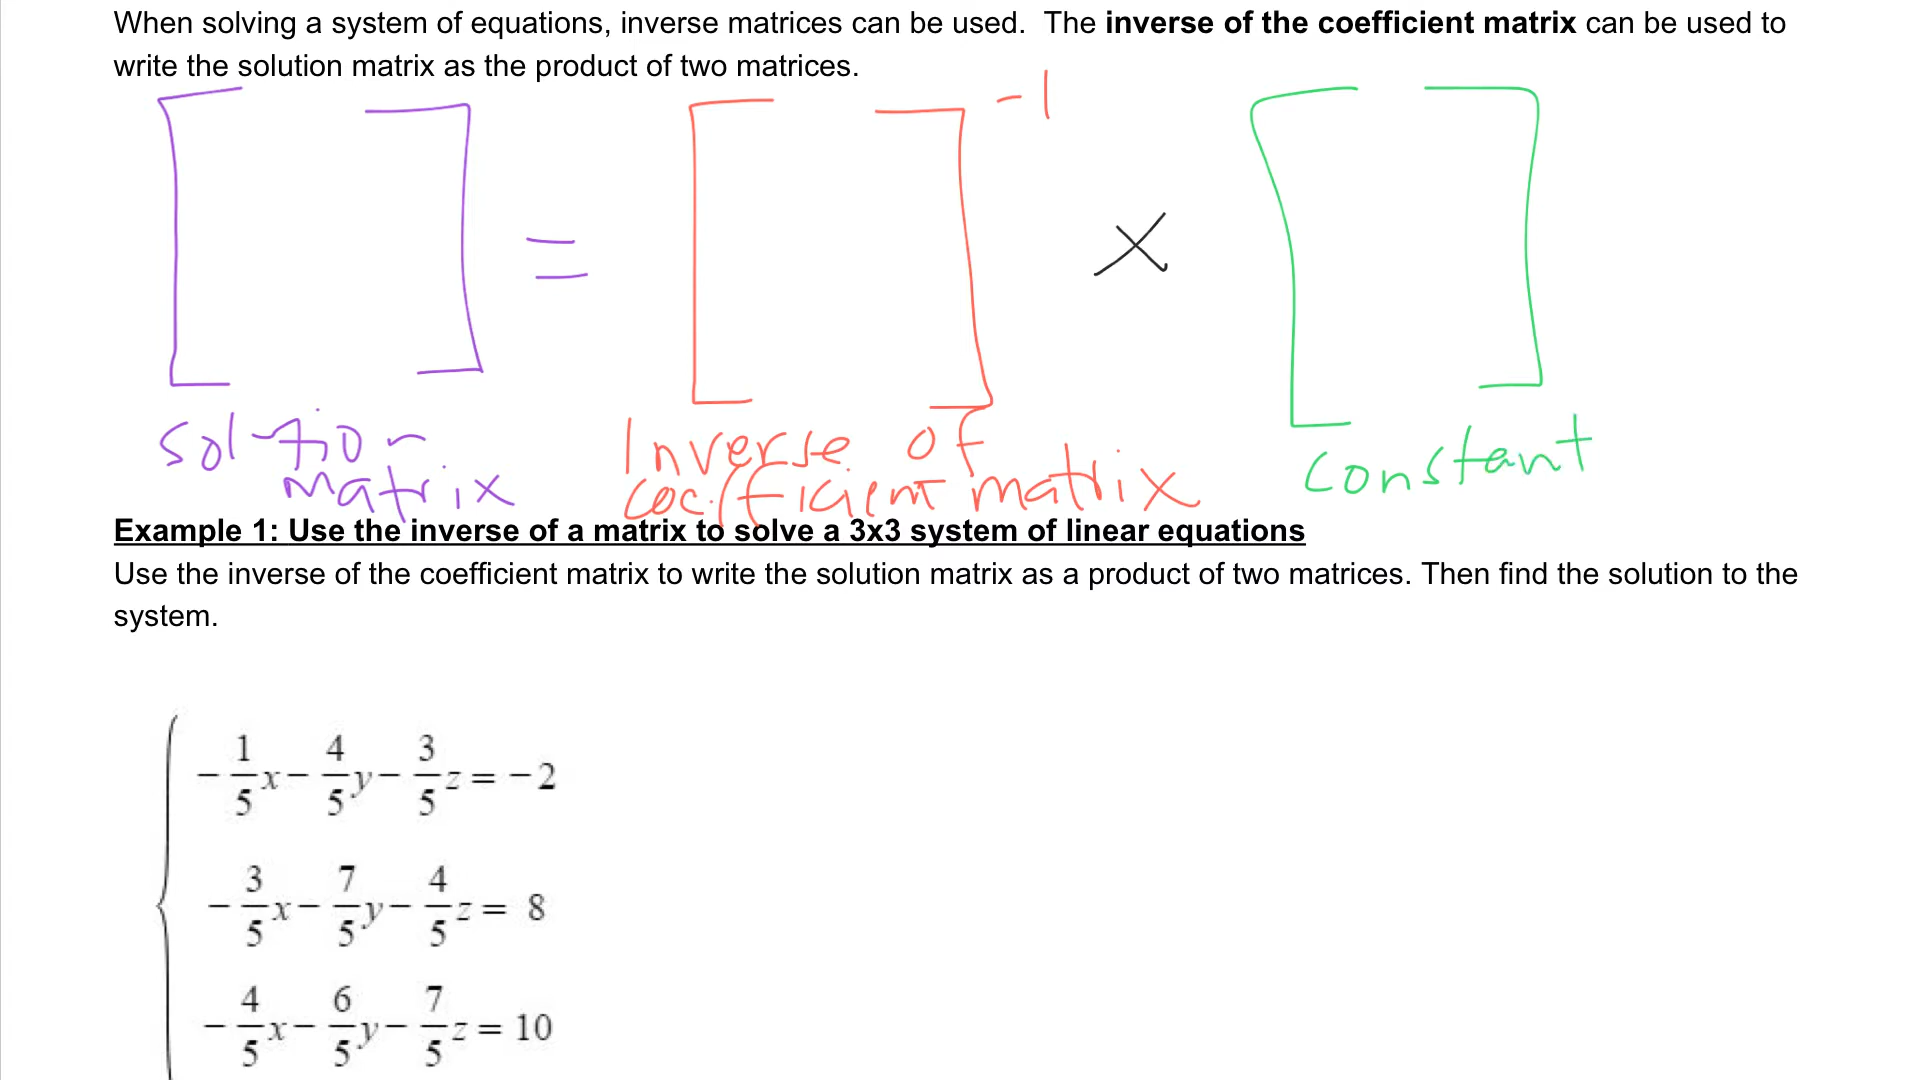 When solving a system of equations, inverse matrices can be used.  The inverse of the coefficient matrix can be used to
write the solution matrix as the product of two matrices.
[ ] = [ ]⁻¹ × [ ]
matrix
Inverse of
matrix
constant
Example 1: Use the inverse of a matrix to solve a 3x3 system of linear equations
Use the inverse of the coefficient matrix to write the solution matrix as a product of two matrices. Then find the solution to the
system.
-1/5x-4/5y-3/5z=-2
-3/5x-7/5y-4/5z= 8
-4/5x-6/5y-7/5z=10